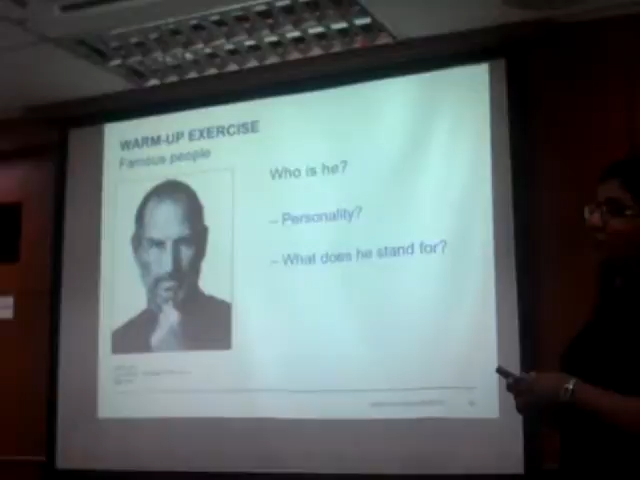 WARM-UP EXERCISE
Famous people
Who is he?
– Personality?
– What does he stand for?